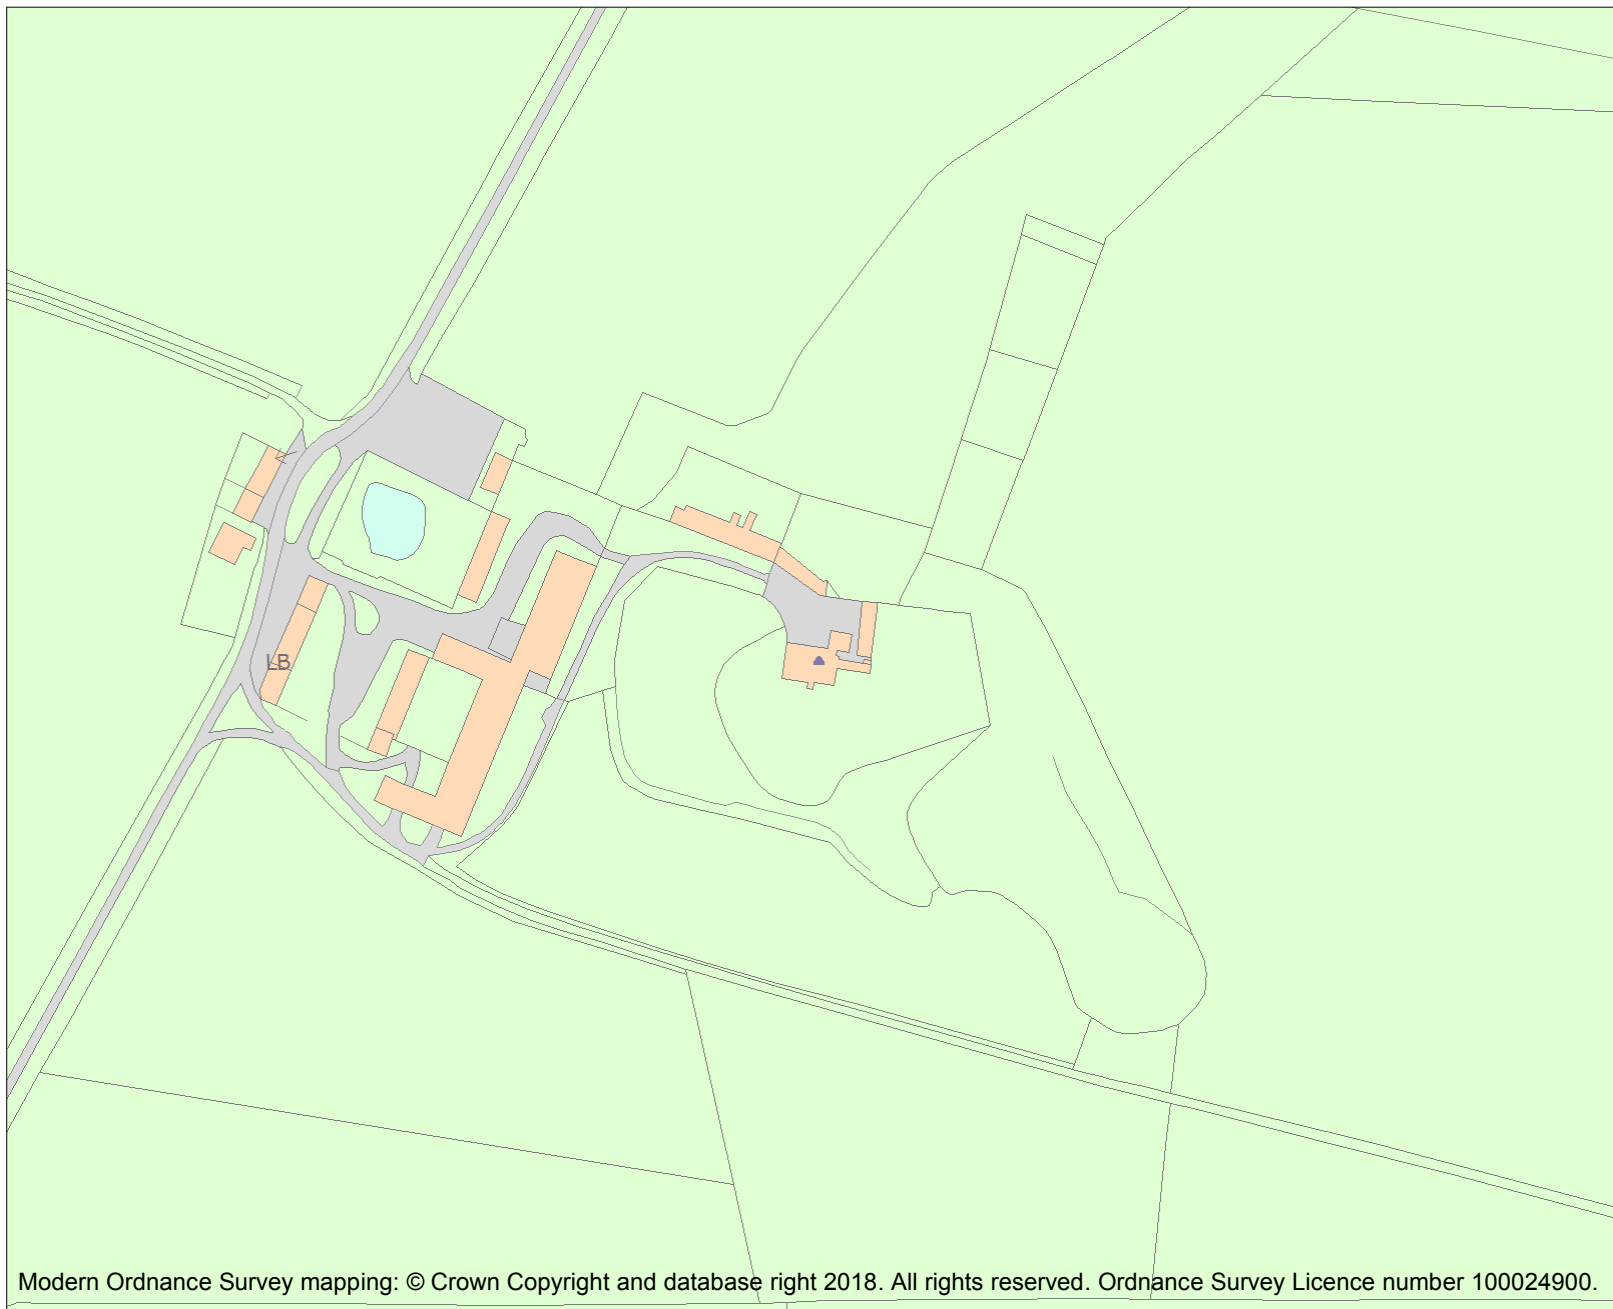 LB
Modern Ordnance Survey mapping: © Crown Copyright and database right 2018. All rights reserved. Ordnance Survey Licence number 100024900.